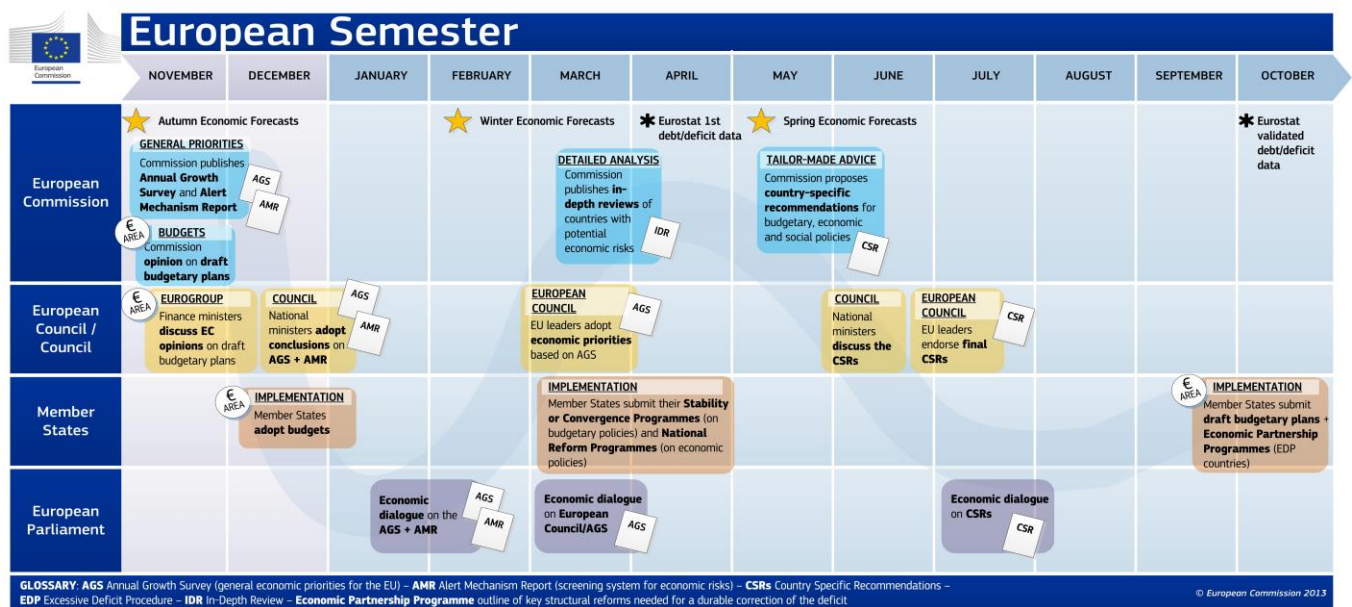 European Semester
European
Commission
NOVEMBER
DECEMBER
JANUARY
FEBRUARY
MARCH
APRIL
MAY
JUNE
JULY
AUGUST
SEPTEMBER
OCTOBER
European
Commission
Autumn Economic Forecasts
GENERAL PRIORITIES
Commission publishes
Annual Growth
Survey and Alert
Mechanism Report
AGS
AMR
€
AREA
BUDGETS
Commission
opinion on draft
budgetary plans
Winter Economic Forecasts
DETAILED ANALYSIS
Commission
publishes in-
depth reviews of
countries with
potential
economic risks
IDR
Eurostat 1st
debt/deficit data
Spring Economic Forecasts
TAILOR-MADE ADVICE
Commission proposes
country-specific
recommendations for
budgetary, economic
and social policies
CSR
Eurostat
validated
debt/deficit
data
European
Council /
Council
€
AREA
EUROGROUP
Finance ministers
discuss EC
opinions on draft
budgetary plans
COUNCIL
National
ministers adopt
conclusions on
AGS + AMR
AGS
AMR
EUROPEAN
COUNCIL
EU leaders adopt
economic priorities
based on AGS
AGS
COUNCIL
National
ministers
discuss the
CSRs
EUROPEAN
COUNCIL
EU leaders
endorse final
CSRs
CSR
Member
States
€
AREA
IMPLEMENTATION
Member States
adopt budgets
IMPLEMENTATION
Member States submit their Stability
or Convergence Programmes (on
budgetary policies) and National
Reform Programmes (on economic
policies)
€
AREA
IMPLEMENTATION
Member States submit
draft budgetary plans +
Economic Partnership
Programmes (EDP
countries)
European
Parliament
Economic
dialogue on the
AGS + AMR
AGS
AMR
Economic dialogue
on European
Council/AGS
AGS
Economic dialogue
on CSRs
CSR
GLOSSARY: AGS Annual Growth Survey (general economic priorities for the EU) – AMR Alert Mechanism Report (screening system for economic risks) – CSRs Country Specific Recommendations –
EDP Excessive Deficit Procedure – IDR In-Depth Review – Economic Partnership Programme outline of key structural reforms needed for a durable correction of the deficit
© European Commission 2013